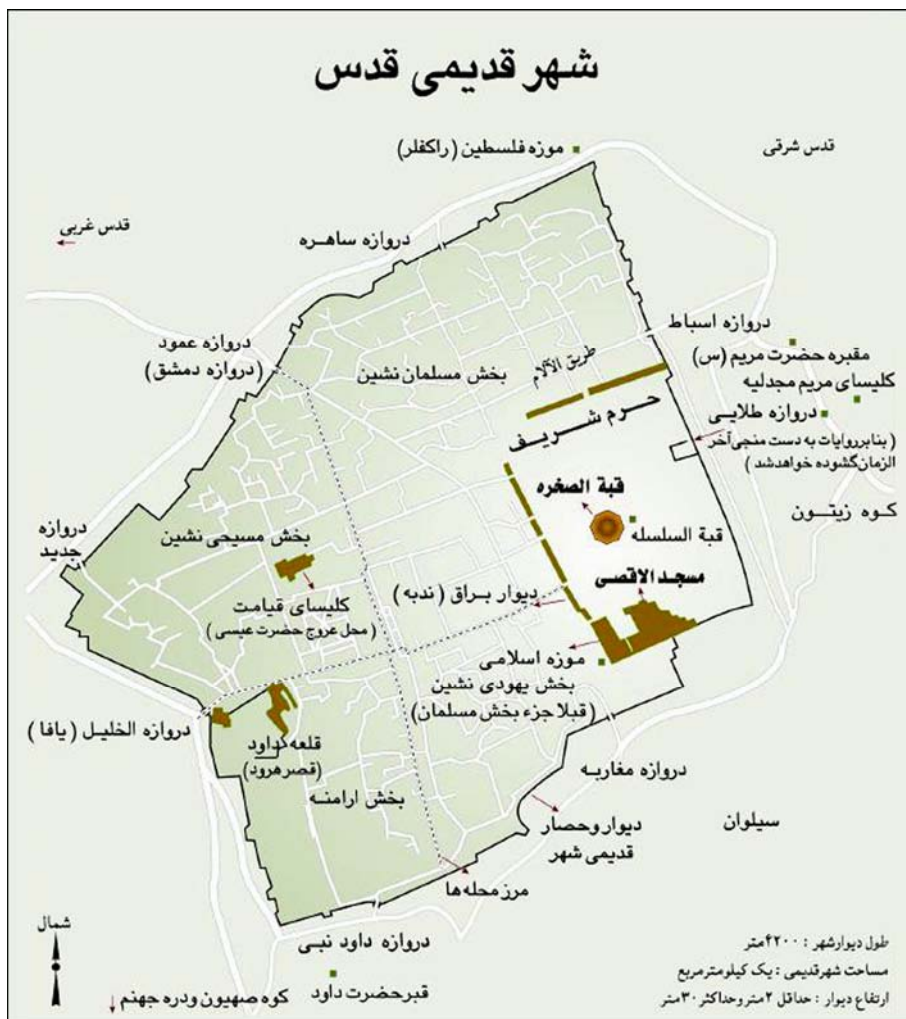 شهر قدیمی قدس
موزه فلسطین (راکفلر)
قدس شرقی
قدس غربی
دروازه ساهره
دروازه اسباط
طریق الآلام
مقبره حضرت مریم (س)
کلیسای مریم مجدلیه
دروازه عمود
(دروازه دمشق)
بخش مسلمان نشین
حرم شریف
دروازه طلایی
(بنابر روایات به دست منجی آخر
الزمان گشوده خواهد شد)
قبة الصخره
کوه زیتون
قبة السلسله
دروازه
جدید
بخش مسیحی نشین
مسجد الاقصی
دیوار براق (ندبه)
کلیسای قیامت
(محل عروج حضرت عیسی)
موزه اسلامی
بخش یهودی نشین
(قبلا جزء بخش مسلمان)
دروازه الخلیل (یافا)
قلعه داود
(قصر هرود)
دروازه مغاربه
بخش ارامنه
دیوار وحصار
قدیمی شهر
سیلوان
مرز محله ها
شمال
دروازه داود نبی
قبر حضرت داود
کوه صهیون ودره جهنم
طول دیوار شهر : ۴۲۰۰ متر
مساحت شهر قدیمی : یک کیلومتر مربع
ارتفاع دیوار : حداقل ۲ متر و حداکثر ۳۰ متر